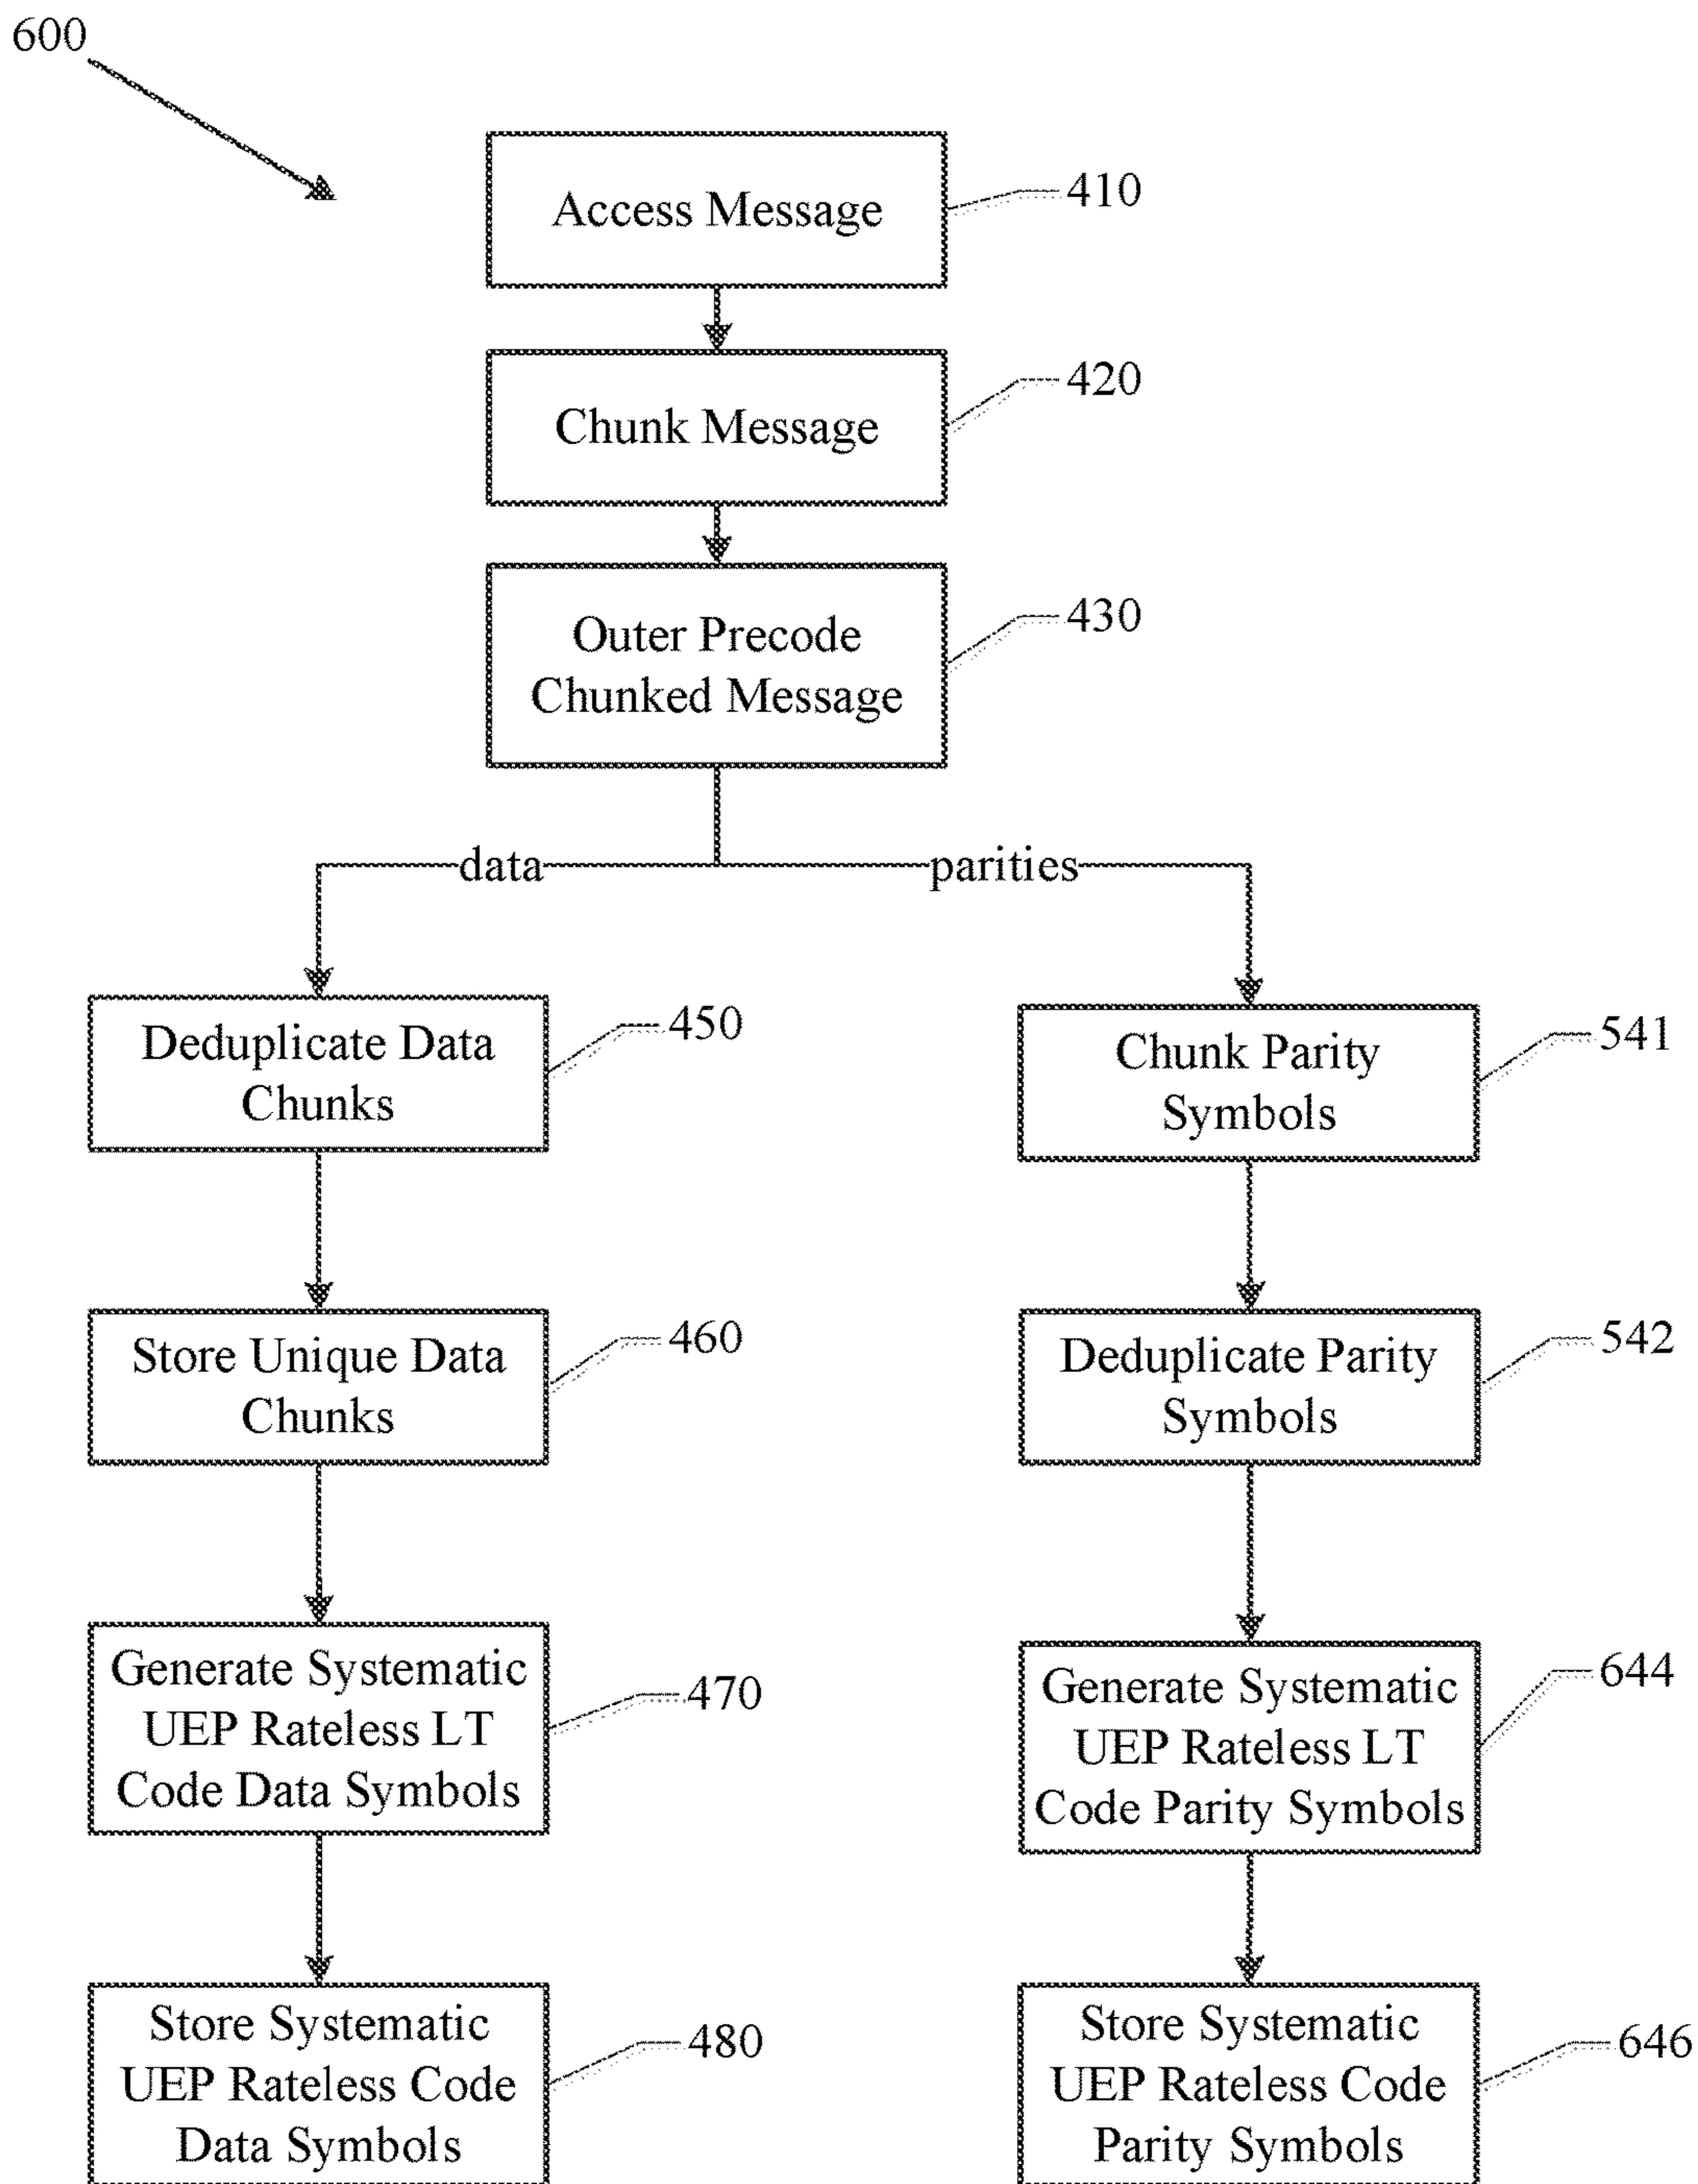 600
Access Message
410
Chunk Message
420
Outer Precode
Chunked Message
430
data
parities
Deduplicate Data
Chunks
450
Chunk Parity
Symbols
541
Store Unique Data
Chunks
460
Deduplicate Parity
Symbols
542
Generate Systematic
UEP Rateless LT
Code Data Symbols
470
Generate Systematic
UEP Rateless LT
Code Parity Symbols
644
Store Systematic
UEP Rateless Code
Data Symbols
480
Store Systematic
UEP Rateless Code
Parity Symbols
646